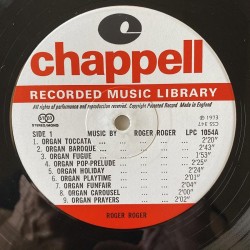 chappell
RECORDED MUSIC LIBRARY
All rights of performance and reproduction reserved. Copyright Patented Record Made in England
℗ 1973
STEREO/MONO
SIDE 1 MUSIC BY ROGER ROGER LPC 1054A
1. ORGAN TOCCATA 2'20"
2. ORGAN BAROQUE 1'43"
3. ORGAN FUGUE 1'53"
4. ORGAN POP-PRELUDE 2'25"
5. ORGAN HOLIDAY 2'24"
6. ORGAN PLAYTIME 2'01"
7. ORGAN FUNFAIR 2'04"
8. ORGAN CAROUSEL 2'00"
9. ORGAN PRAYERS 2'02"
ROGER ROGER